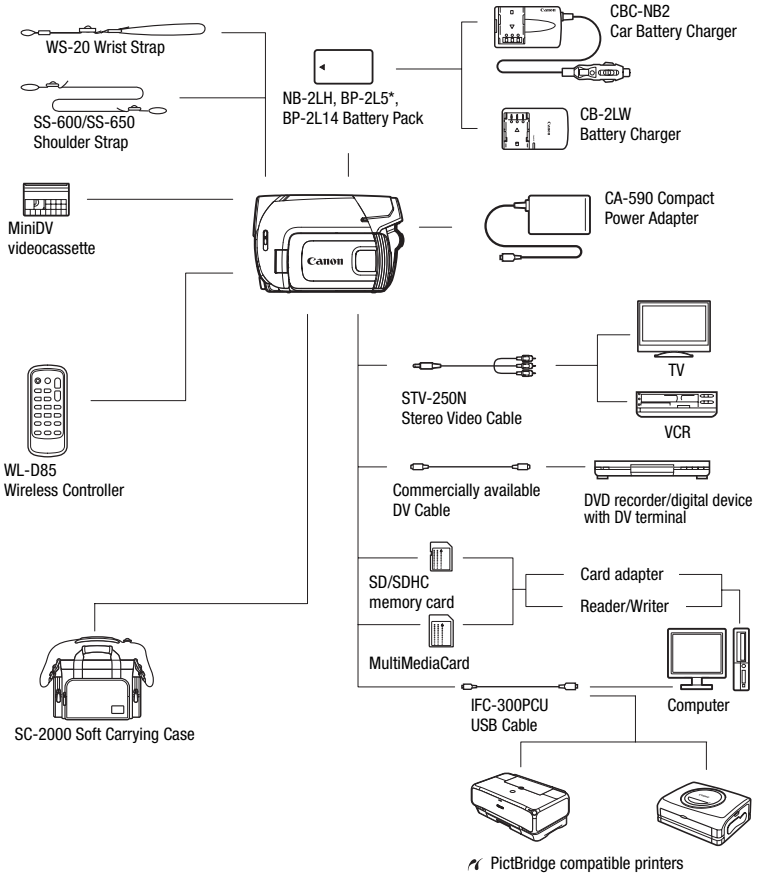 WS-20 Wrist Strap
SS-600/SS-650
Shoulder Strap
NB-2LH, BP-2L5*,
BP-2L14 Battery Pack
Canon
CBC-NB2
Car Battery Charger
CB-2LW
Battery Charger
MiniDV
videocassette
Canon
CA-590 Compact
Power Adapter
WL-D85
Wireless Controller
STV-250N
Stereo Video Cable
TV
VCR
Commercially available
DV Cable
DVD recorder/digital device
with DV terminal
SD/SDHC
memory card
MultiMediaCard
Card adapter
Reader/Writer
Computer
IFC-300PCU
USB Cable
SC-2000 Soft Carrying Case
PictBridge compatible printers